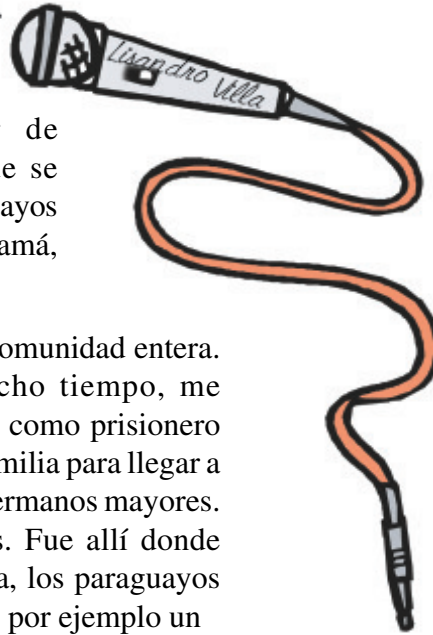 Lisandro Villa
de
e se
ayos
amá,
omunidad entera.
cho tiempo, me
como prisionero
milia para llegar a
ermanos mayores.
s. Fue allí donde
a, los paraguayos
por ejemplo un